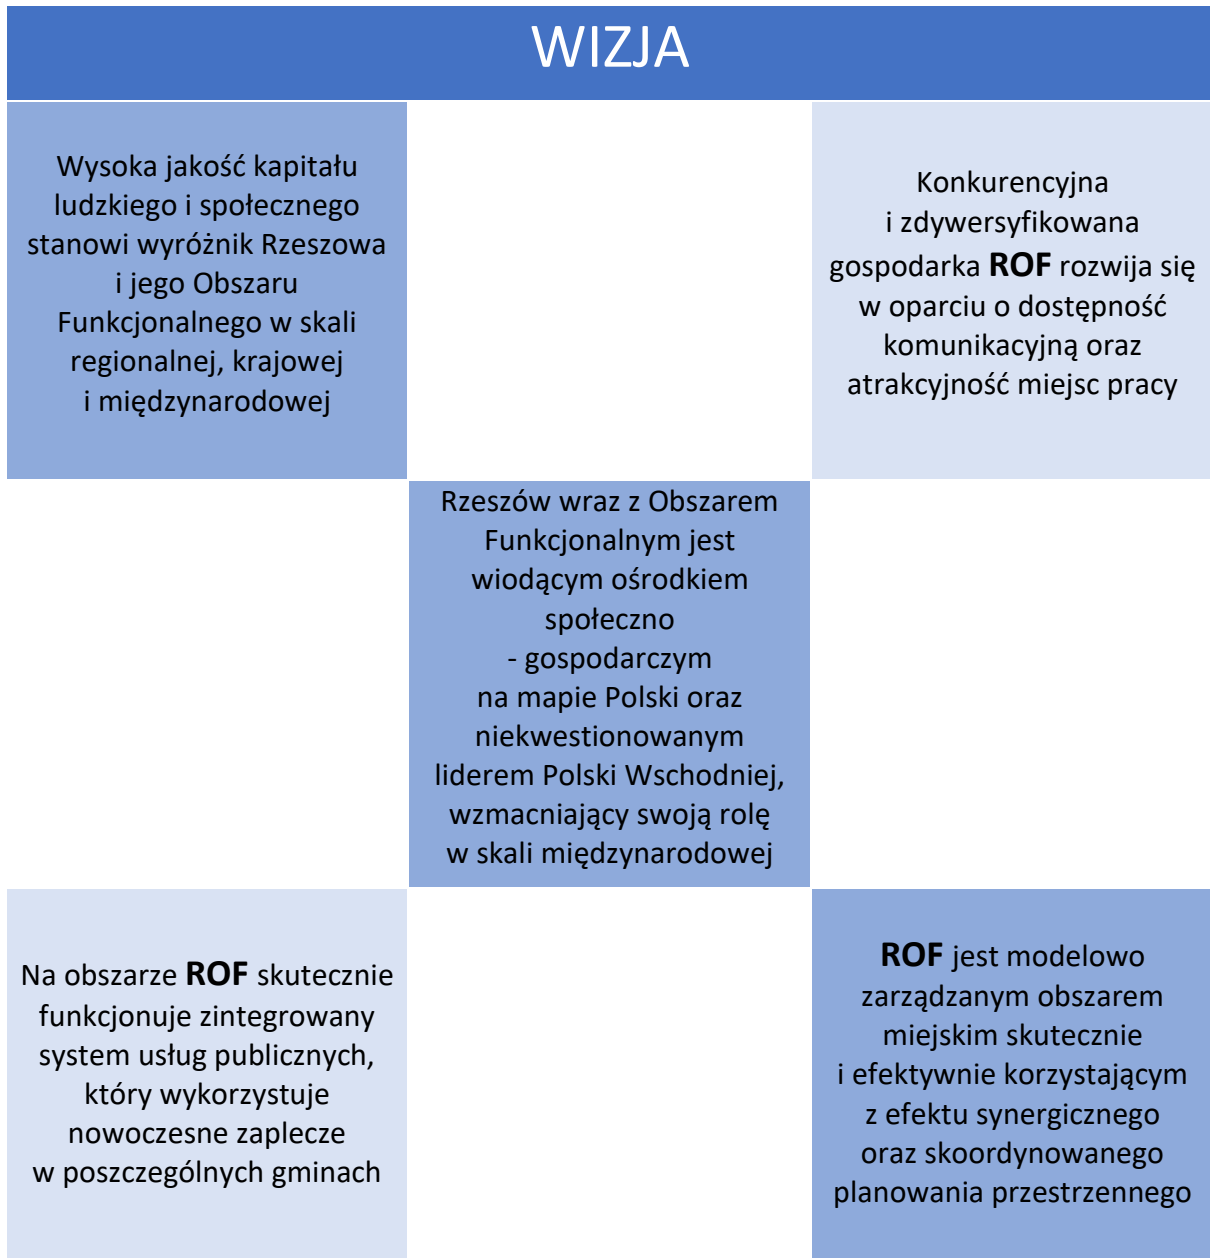 WIZJA
Wysoka jakość kapitału
ludzkiego i społecznego
stanowi wyróżnik Rzeszowa
i jego Obszaru
Funkcjonalnego w skali
regionalnej, krajowej
i międzynarodowej
Konkurencyjna
i zdywersyfikowana
gospodarka ROF rozwija się
w oparciu o dostępność
komunikacyjną oraz
atrakcyjność miejsc pracy
Rzeszów wraz z Obszarem
Funkcjonalnym jest
wiodącym ośrodkiem
społeczno
- gospodarczym
na mapie Polski oraz
niekwestionowanym
liderem Polski Wschodniej,
wzmacniający swoją rolę
w skali międzynarodowej
Na obszarze ROF skutecznie
funkcjonuje zintegrowany
system usług publicznych,
który wykorzystuje
nowoczesne zaplecze
w poszczególnych gminach
ROF jest modelowo
zarządzanym obszarem
miejskim skutecznie
i efektywnie korzystającym
z efektu synergicznego
oraz skoordynowanego
planowania przestrzennego